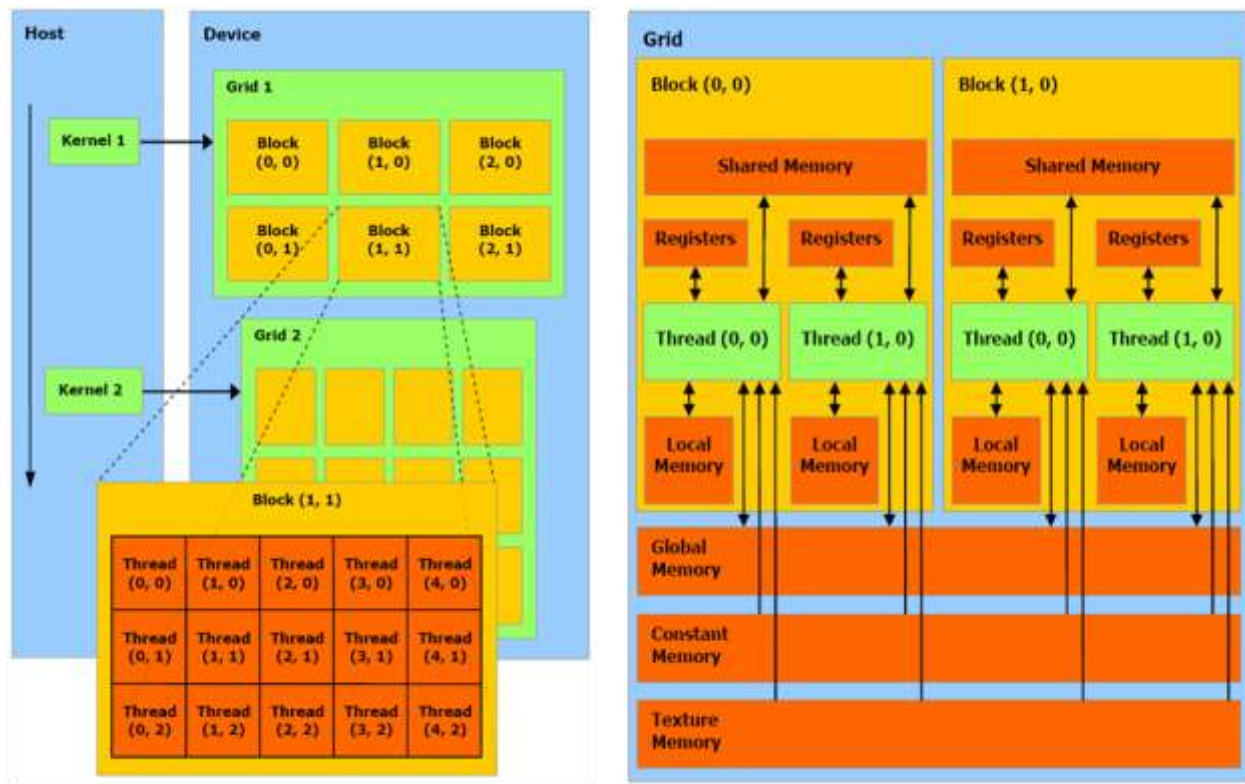 Host
Device
Grid 1
Kernel 1
Block
(0, 0)
Block
(1, 0)
Block
(2, 0)
Block
(0, 1)
Block
(1, 1)
Block
(2, 1)
Grid 2
Kernel 2
Block (1, 1)
Thread
(0, 0)
Thread
(1, 0)
Thread
(2, 0)
Thread
(3, 0)
Thread
(4, 0)
Thread
(0, 1)
Thread
(1, 1)
Thread
(2, 1)
Thread
(3, 1)
Thread
(4, 1)
Thread
(0, 2)
Thread
(1, 2)
Thread
(2, 2)
Thread
(3, 2)
Thread
(4, 2)
Grid
Block (0, 0)
Shared Memory
Registers
Registers
Thread (0, 0)
Thread (1, 0)
Local
Memory
Local
Memory
Block (1, 0)
Shared Memory
Registers
Registers
Thread (0, 0)
Thread (1, 0)
Local
Memory
Local
Memory
Global
Memory
Constant
Memory
Texture
Memory